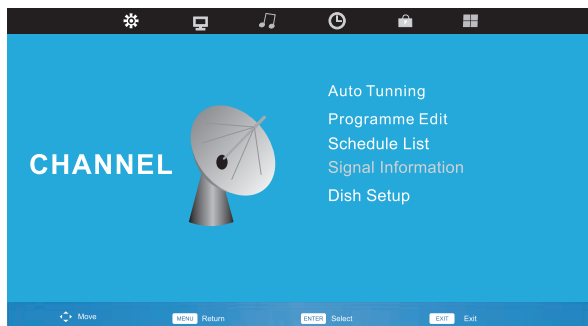 Auto Tunning
Programme Edit
Schedule List
CHANNEL
Signal Information
Dish Setup
Move
MENU Return
ENTER Select
EXIT Exit